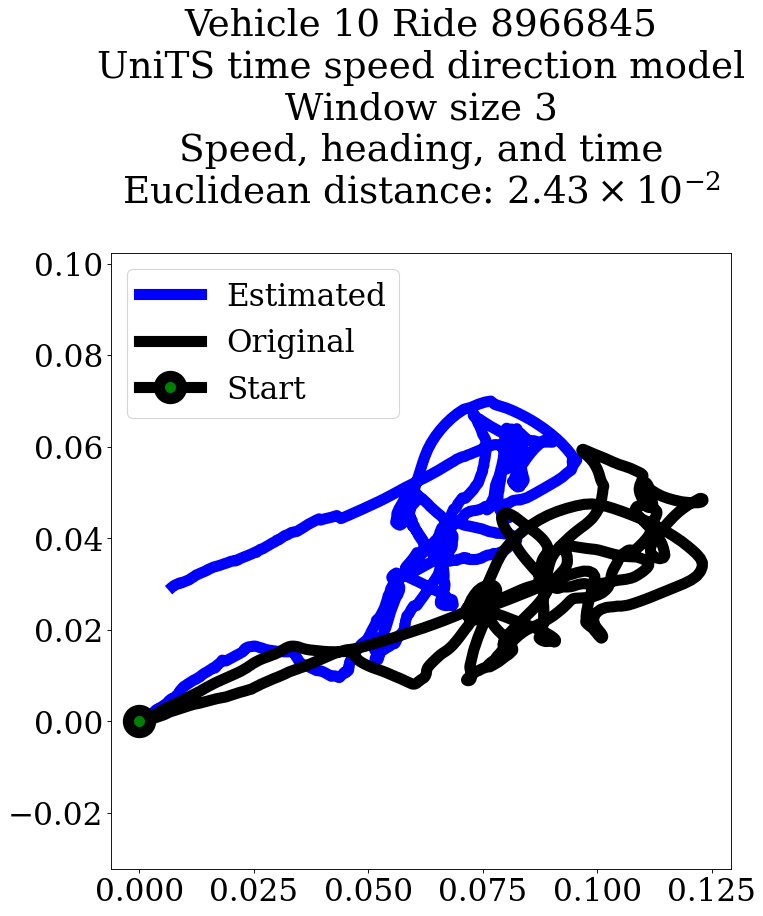 Vehicle 10 Ride 8966845
UniTS time speed direction model
Window size 3
Speed, heading, and time
Euclidean distance: 2.43 × 10⁻²
0.10
Estimated
Original
Start
0.08
0.06
0.04
0.02
0.00
−0.02
0.000 0.025 0.050 0.075 0.100 0.125